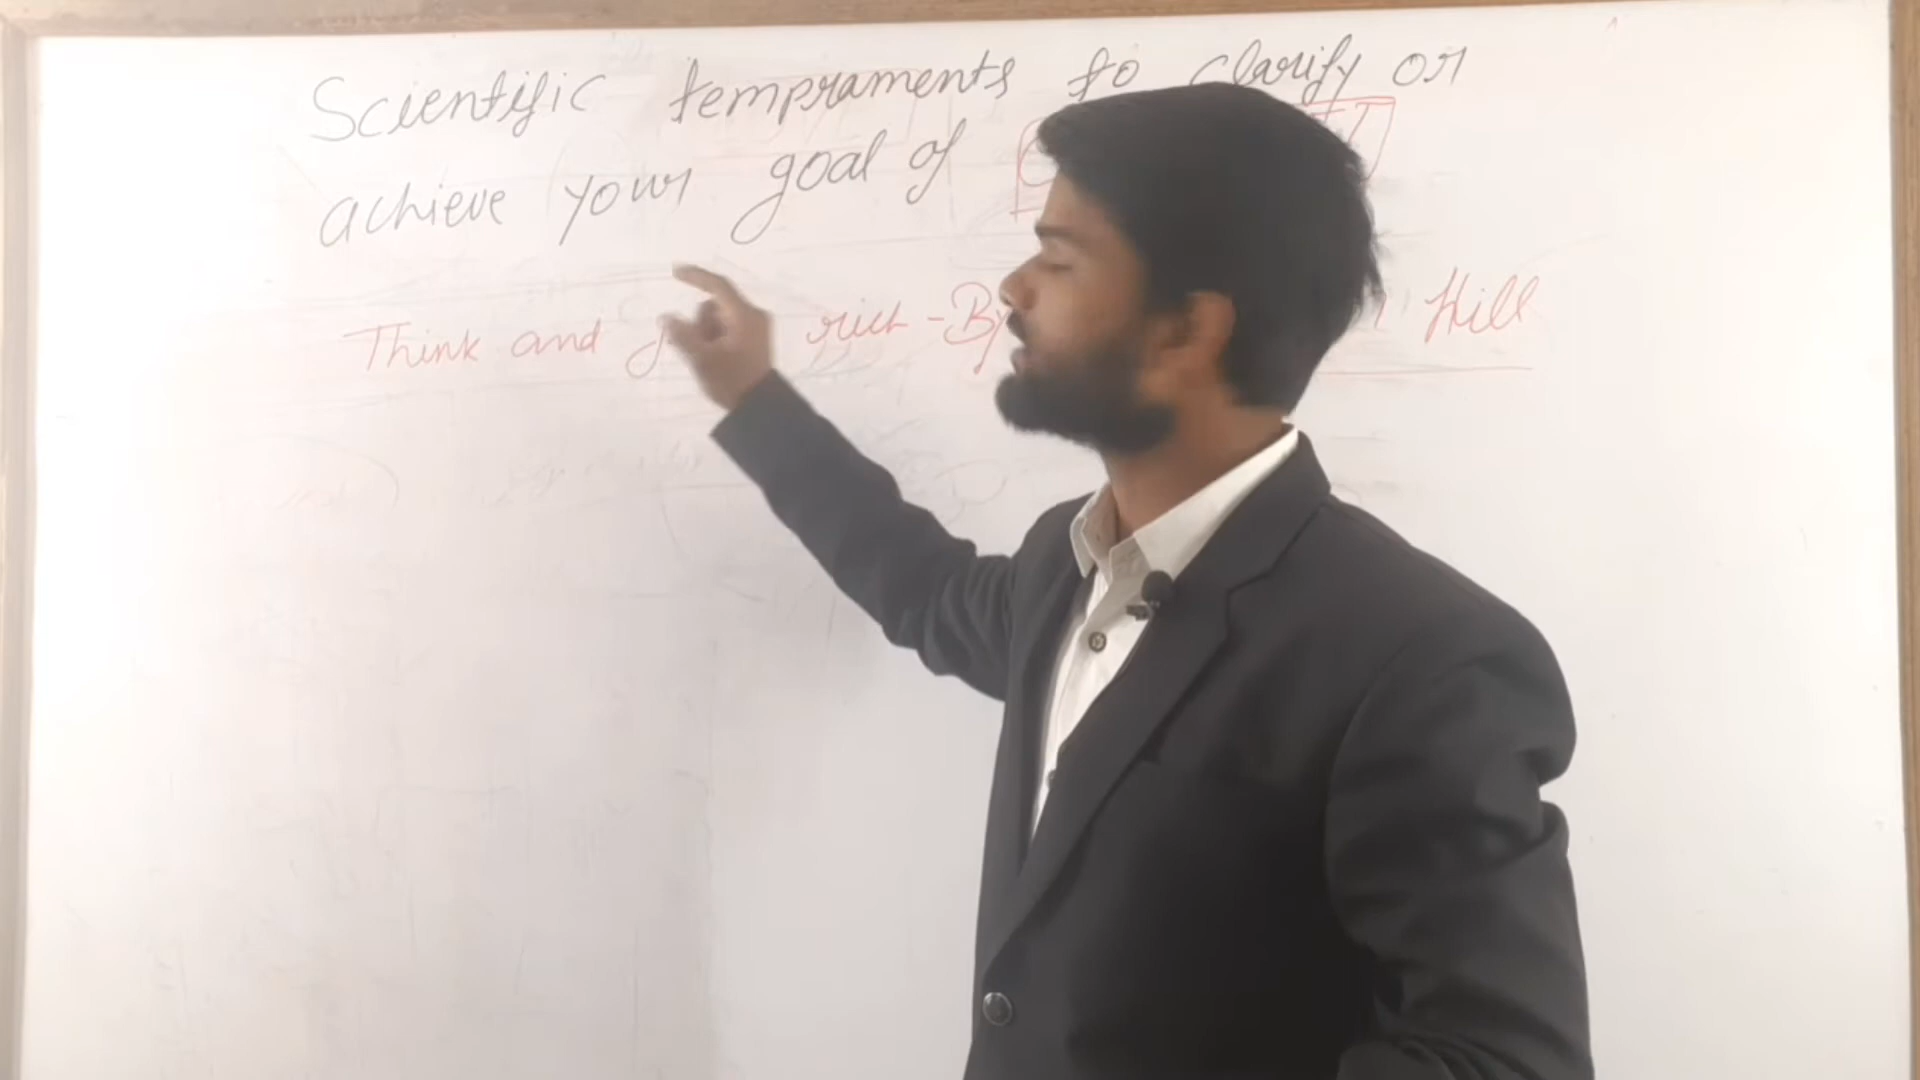 Scientific tempraments to clarify or
achieve your goal of
Think and rich - By Hill